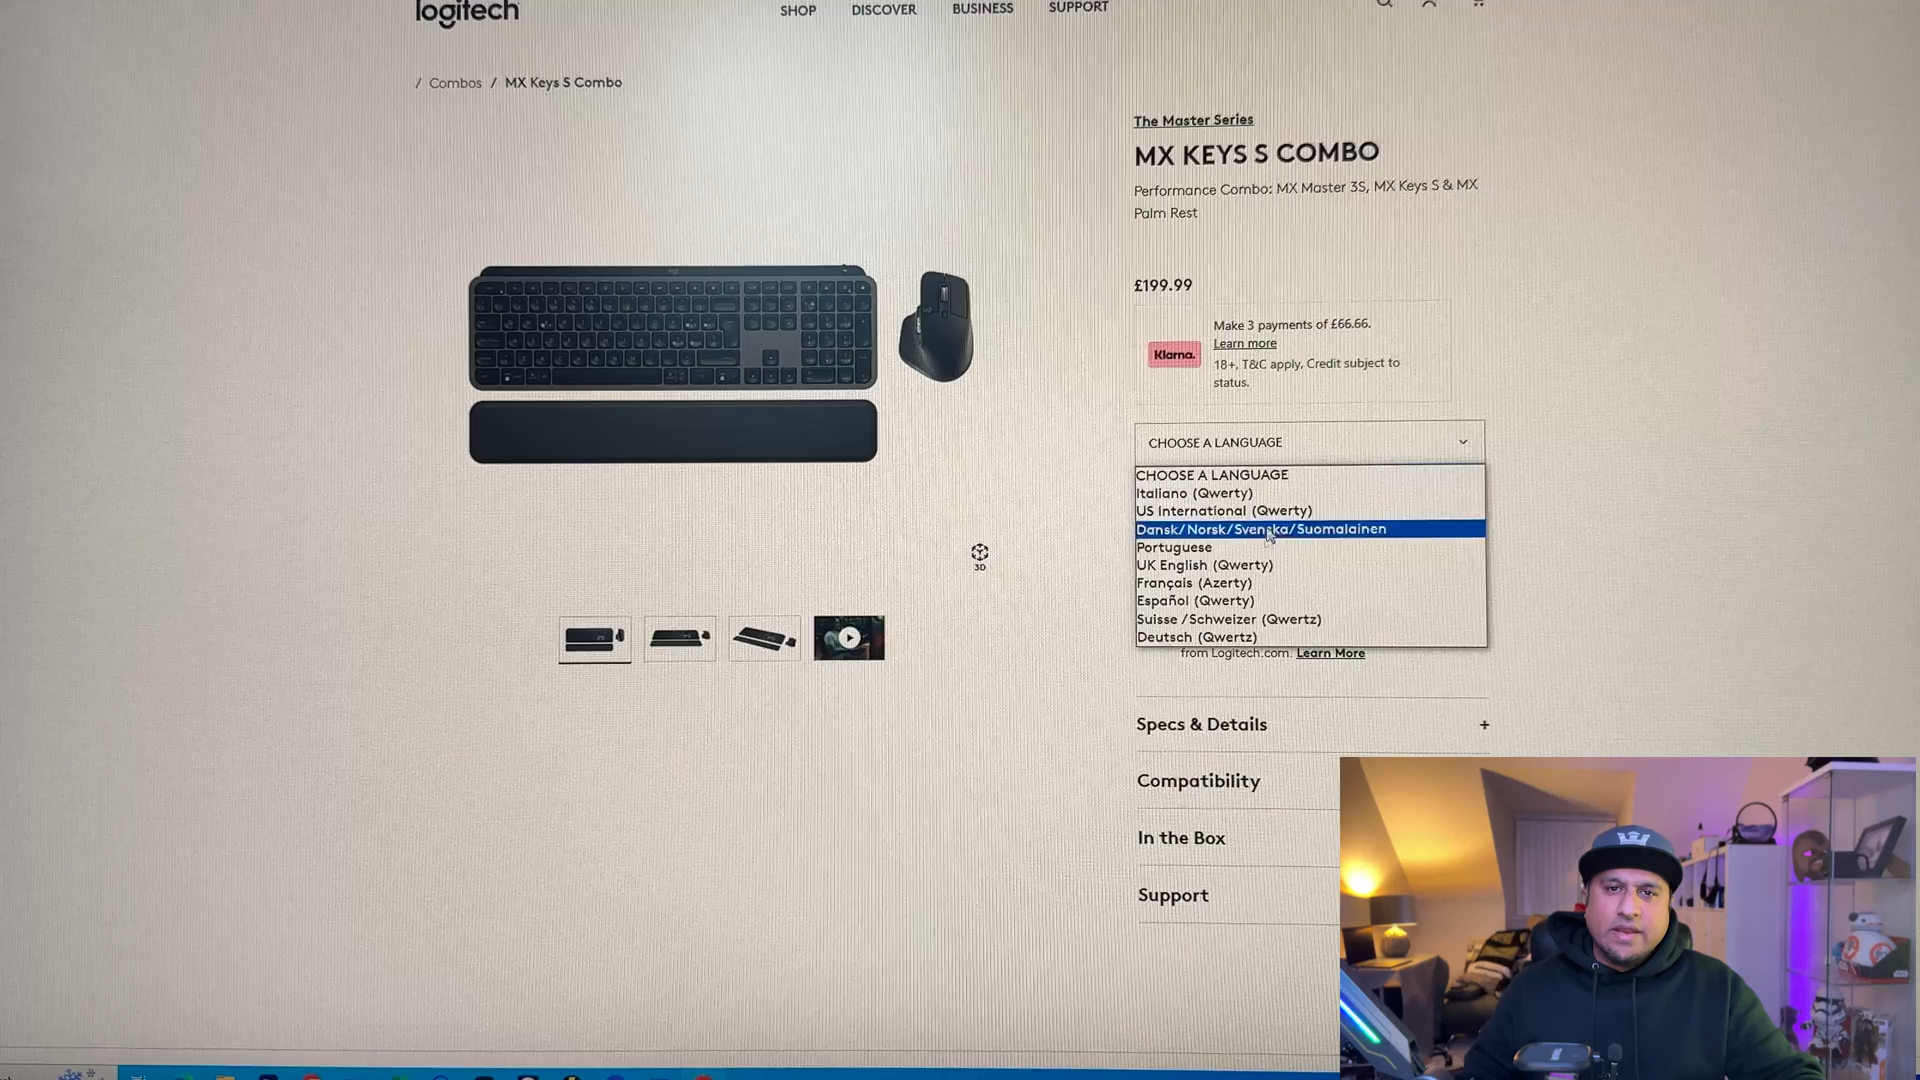 logitech
SHOP DISCOVER BUSINESS SUPPORT
/ Combos / MX Keys S Combo
The Master Series
MX KEYS S COMBO
Performance Combo: MX Master 3S, MX Keys S & MX
Palm Rest
£199.99
Make 3 payments of £66.66.
Learn more
Klarna.
18+, T&C apply, Credit subject to
status.
CHOOSE A LANGUAGE
CHOOSE A LANGUAGE
Italiano (Qwerty)
US International (Qwerty)
Dansk/Norsk/Svenska/Suomalainen
Portuguese
UK English (Qwerty)
Français (Azerty)
Español (Qwerty)
Suisse /Schweizer (Qwertz)
Deutsch (Qwertz)
from Logitech.com. Learn More
3D
Specs & Details +
Compatibility
In the Box
Support